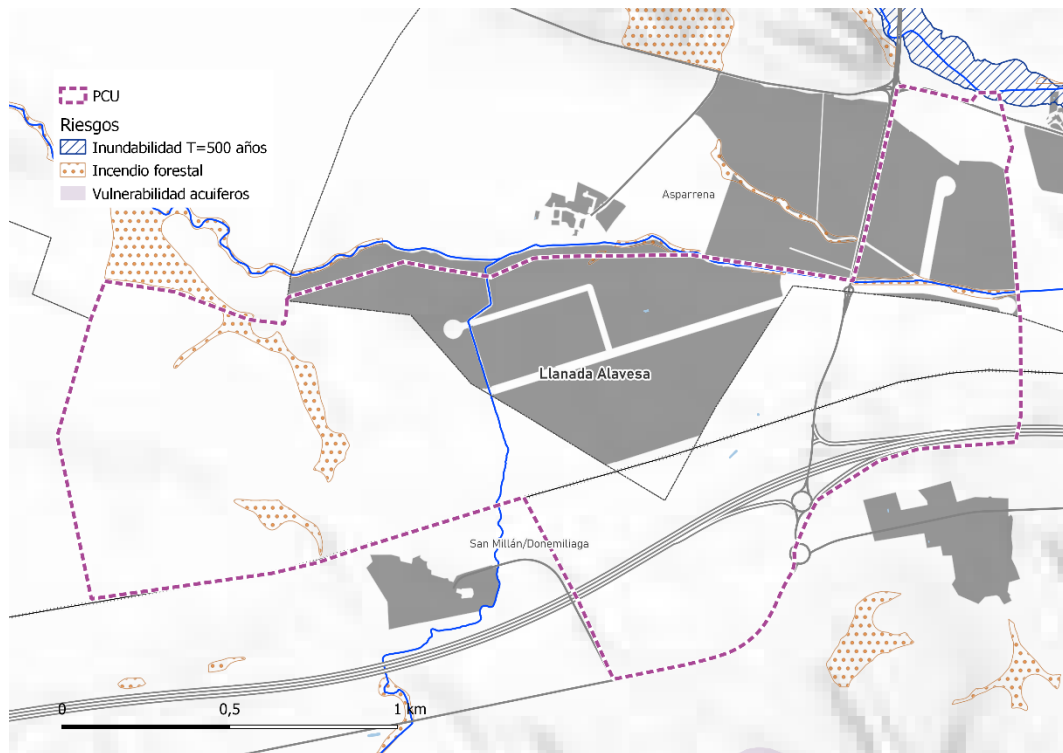 PCU
Riesgos
Inundabilidad T=500 años
Incendio forestal
Vulnerabilidad acuiferos
Asparrena
Llanada Alavesa
San Millán/Donemiliaga
0 0,5 1 km